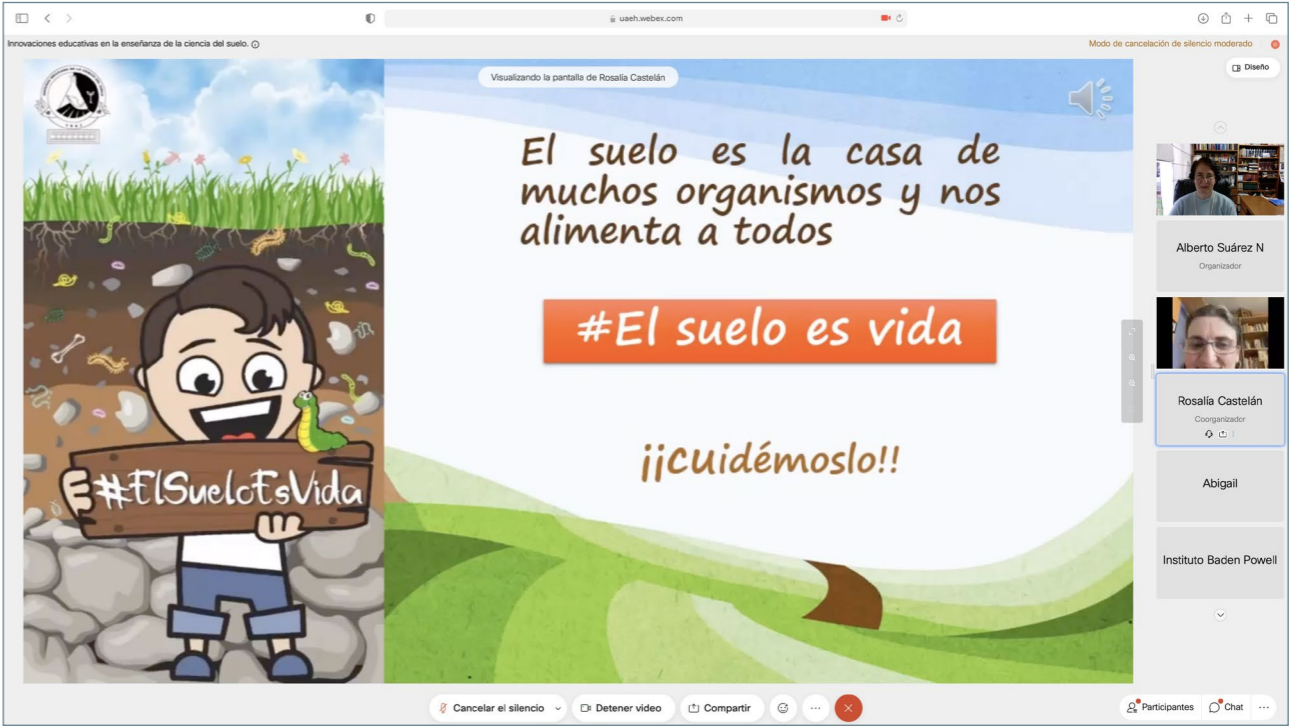 uaeh.webex.com
Innovaciones educativas en la enseñanza de la ciencia del suelo.
Modo de cancelación de silencio moderado
Diseño
Visualizando la pantalla de Rosalía Castelán
El suelo es la casa de
muchos organismos y nos
alimenta a todos
#El suelo es vida
¡¡cuidémoslo!!
#ElSueloEsVida
Alberto Suárez N
Organizador
Rosalía Castelán
Coorganizador
Abigail
Instituto Baden Powell
Cancelar el silencio
Detener video
Compartir
Participantes
Chat